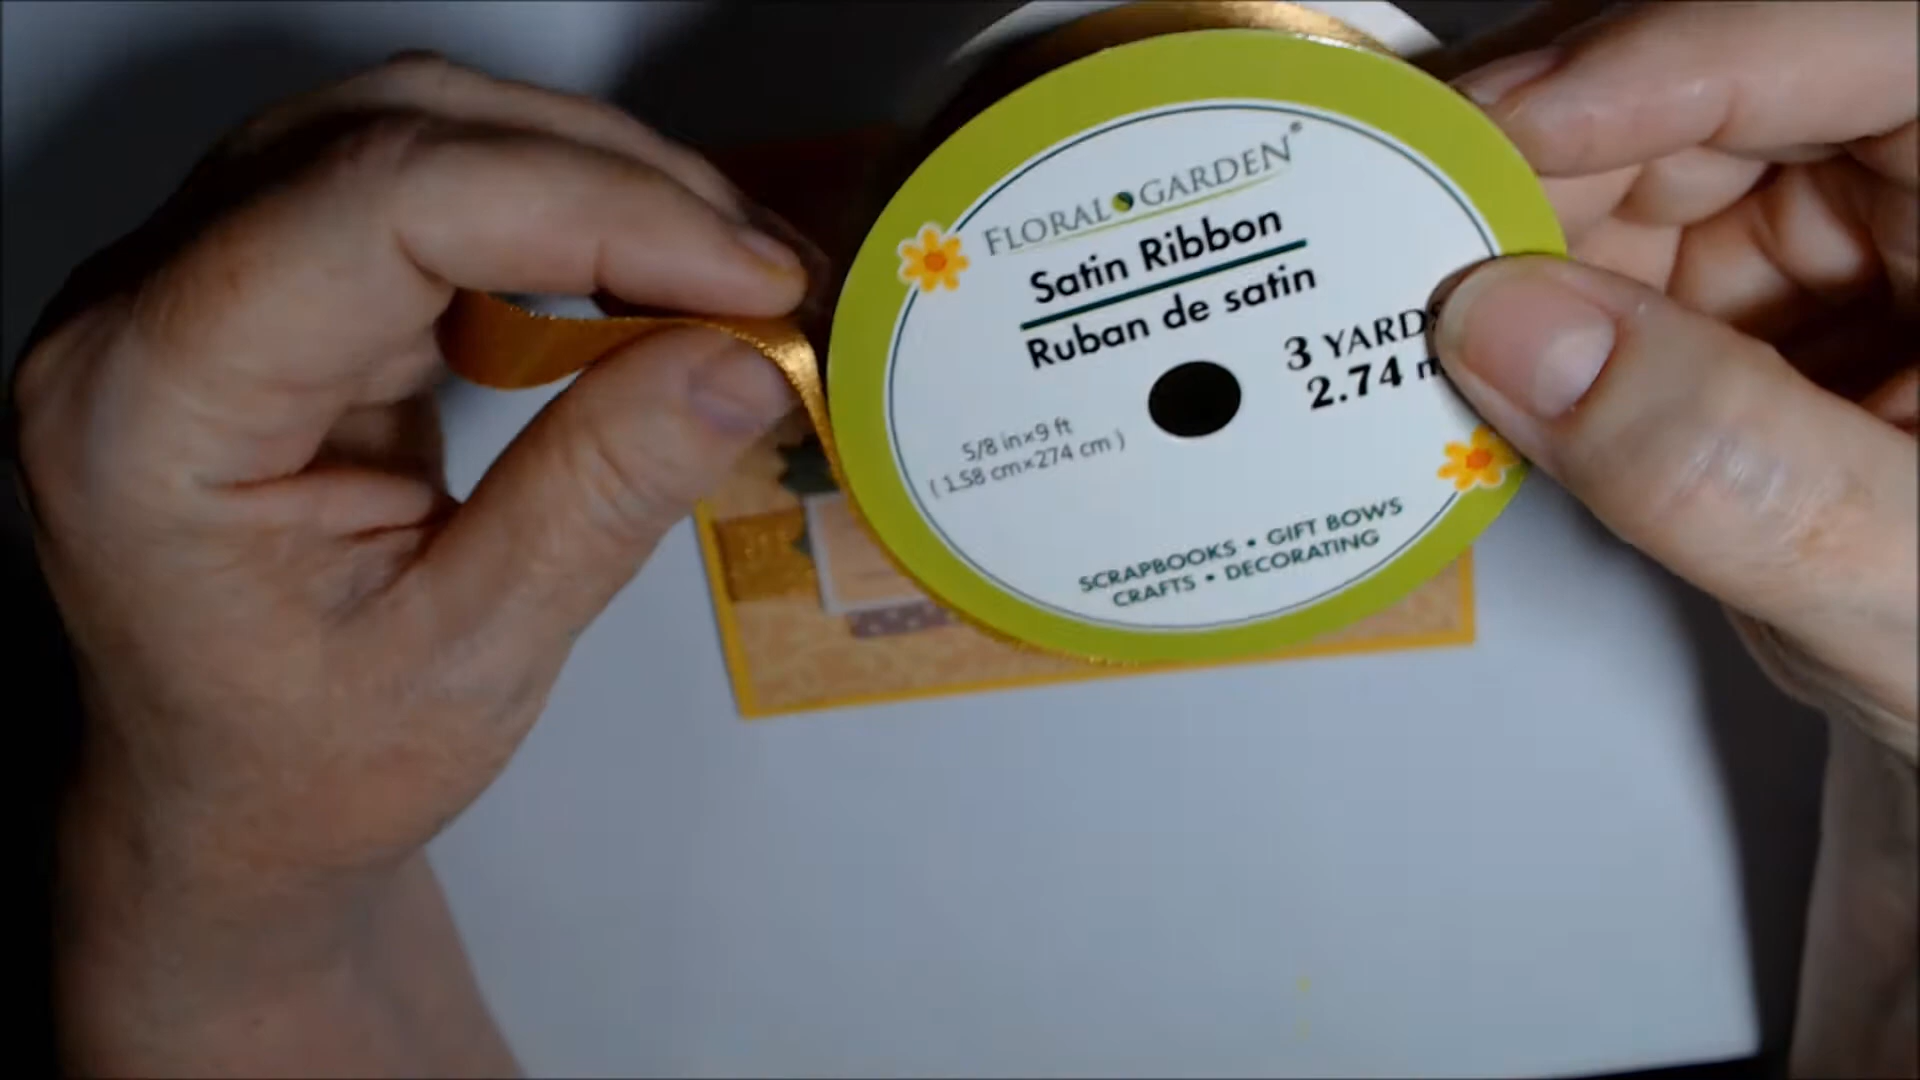 FLORAL GARDEN®
Satin Ribbon
Ruban de satin
3 YARDS
2.74
5/8 in×9 ft
( 1.58 cm×274 cm )
SCRAPBOOKS • GIFT BOWS
CRAFTS • DECORATING